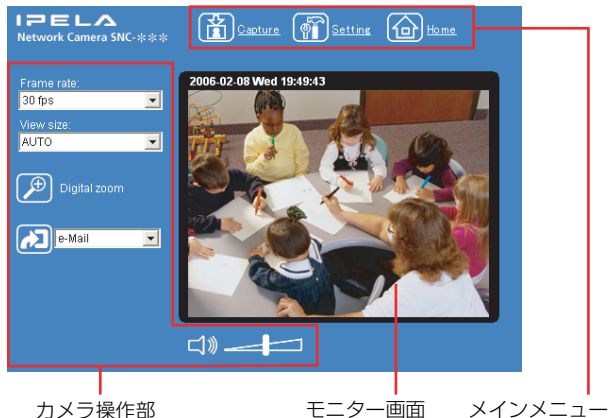 IPELA
Network Camera SNC-✻✻✻
Capture Setting Home
Frame rate:
30 fps
View size:
AUTO
Digital zoom
e-Mail
2006-02-08 Wed 19:49:43
カメラ操作部 モニター画面 メインメニュー